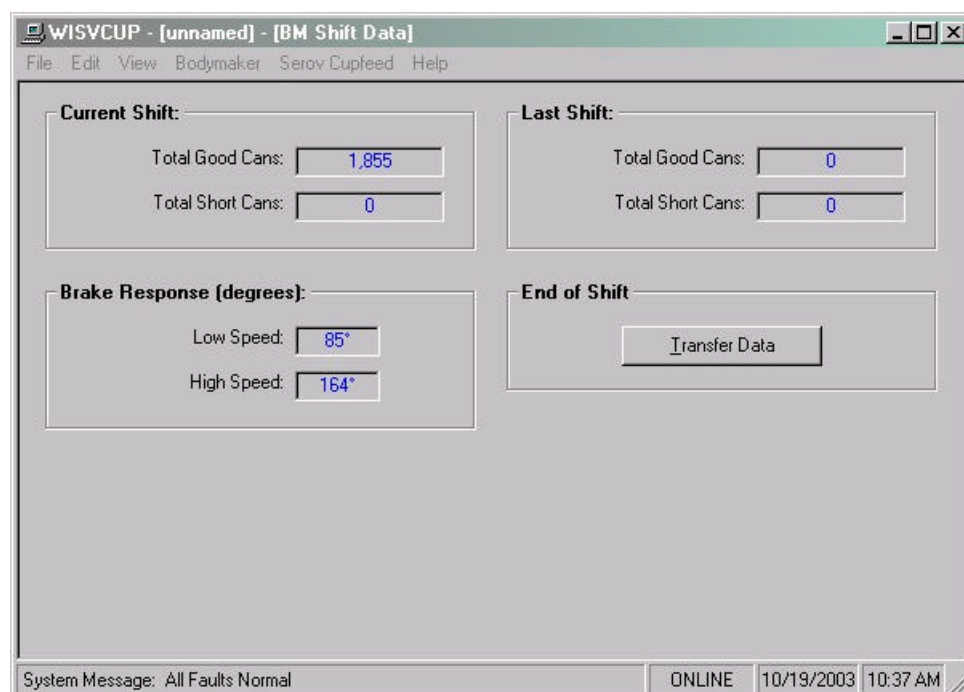 WISVCUP - [unnamed] - [BM Shift Data]
File Edit View Bodymaker Serov Cupfeed Help
Current Shift:
Total Good Cans: 1,855
Total Short Cans: 0
Last Shift:
Total Good Cans: 0
Total Short Cans: 0
Brake Response (degrees):
Low Speed: 85°
High Speed: 164°
End of Shift
Transfer Data
System Message: All Faults Normal ONLINE 10/19/2003 10:37 AM